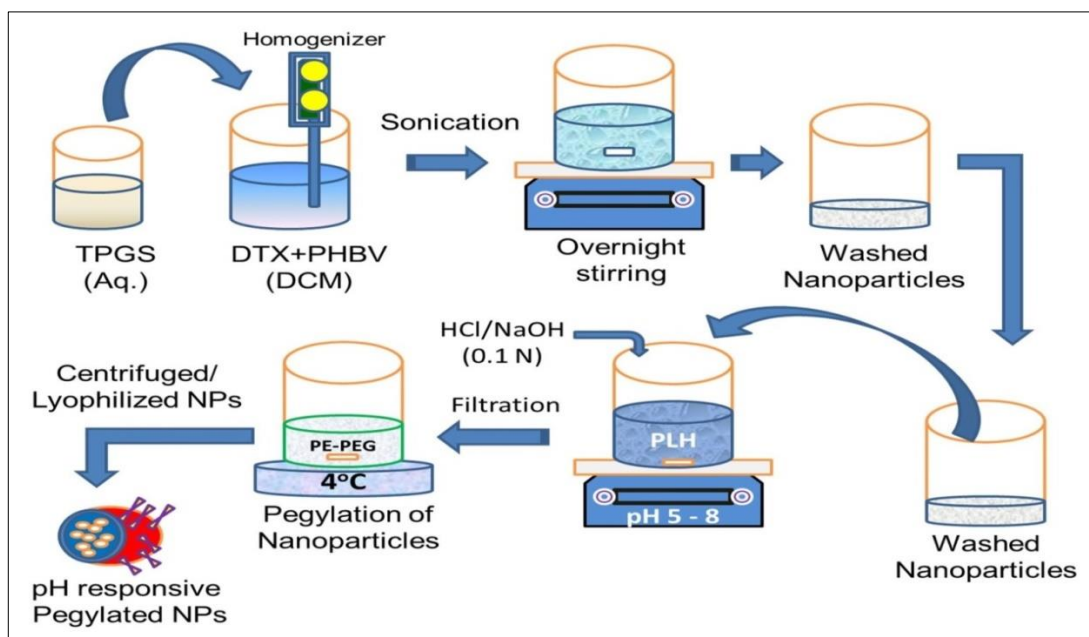 Homogenizer
Sonication
TPGS
(Aq.)
DTX+PHBV
(DCM)
Overnight
stirring
Washed
Nanoparticles
HCl/NaOH
(0.1 N)
Centrifuged/
Lyophilized NPs
Filtration
PE-PEG
4°C
PLH
pH 5 - 8
Pegylation of
Nanoparticles
Washed
Nanoparticles
pH responsive
Pegylated NPs